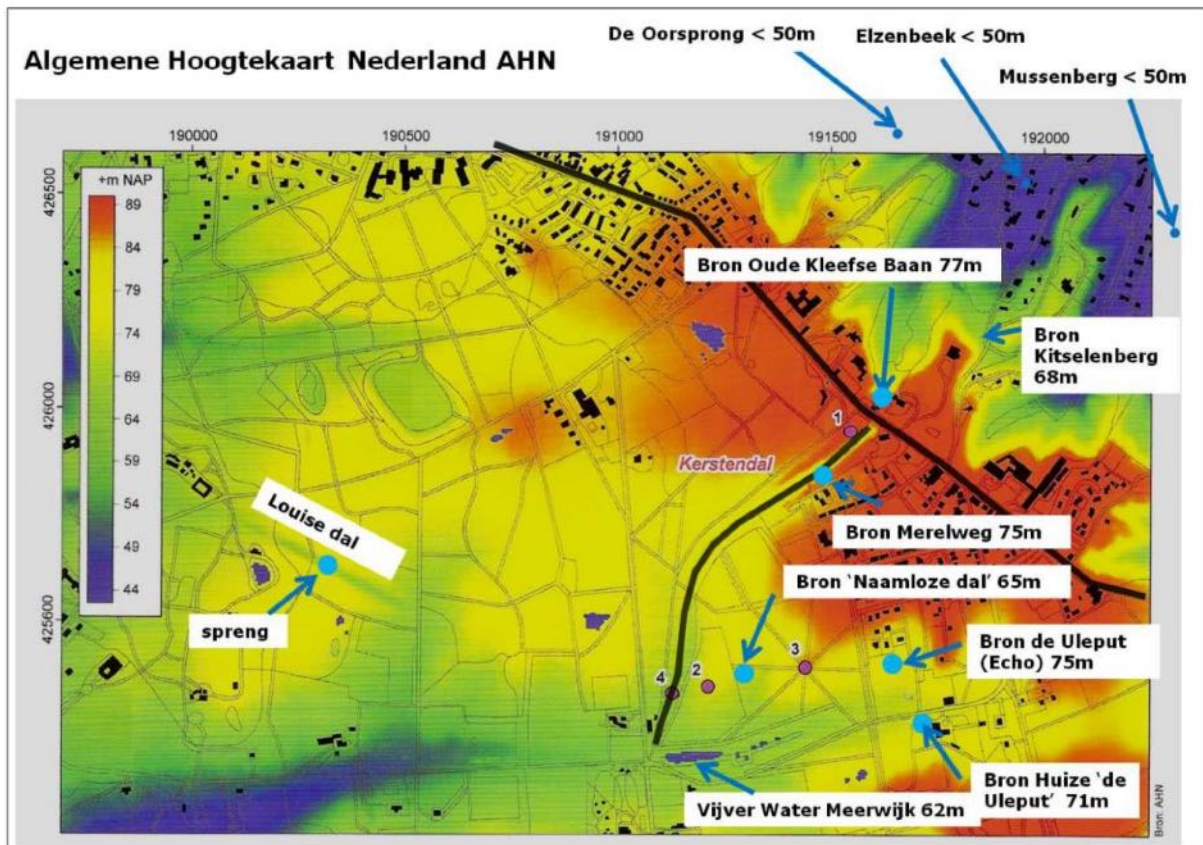 De Oorsprong < 50m
Elzenbeek < 50m
Algemene Hoogtekaart Nederland AHN
Mussenberg < 50m
190000
190500
191000
191500
192000
+m NAP
89
84
79
74
69
64
59
54
49
44
426500
426000
425600
Bron Oude Kleefse Baan 77m
Bron
Kitselenberg
68m
1
Kerstendal
Louise dal
Bron Merelweg 75m
Bron ‘Naamloze dal’ 65m
spreng
3
2
4
Bron de Uleput
(Echo) 75m
Bron Huize ‘de
Uleput’ 71m
Vijver Water Meerwijk 62m
Bron: AHN